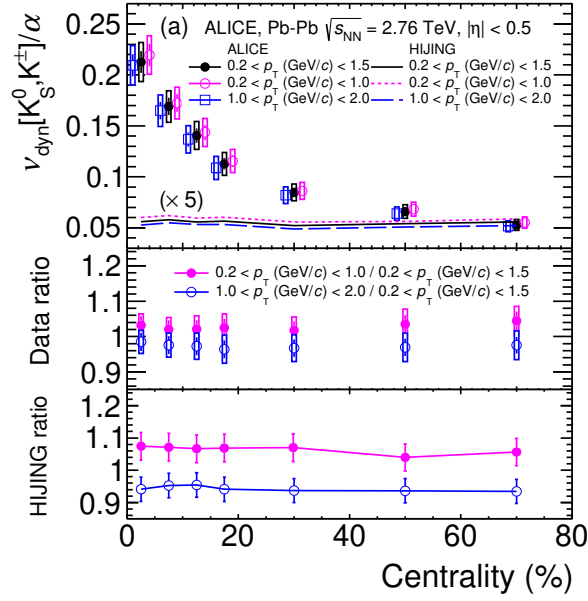 (a) ALICE, Pb-Pb √sNN = 2.76 TeV, |η| < 0.5
ALICE HIJING
0.2 < pT (GeV/c) < 1.5 0.2 < pT (GeV/c) < 1.5
0.2 < pT (GeV/c) < 1.0 0.2 < pT (GeV/c) < 1.0
1.0 < pT (GeV/c) < 2.0 1.0 < pT (GeV/c) < 2.0
νdyn[K0S,K±]/α
0.25
0.2
0.15
0.1
0.05
(× 5)
0.2 < pT (GeV/c) < 1.0 / 0.2 < pT (GeV/c) < 1.5
1.0 < pT (GeV/c) < 2.0 / 0.2 < pT (GeV/c) < 1.5
Data ratio
1.2
1.1
1
0.9
HIJING ratio
1.2
1.1
1
0.9
0 20 40 60 80
Centrality (%)